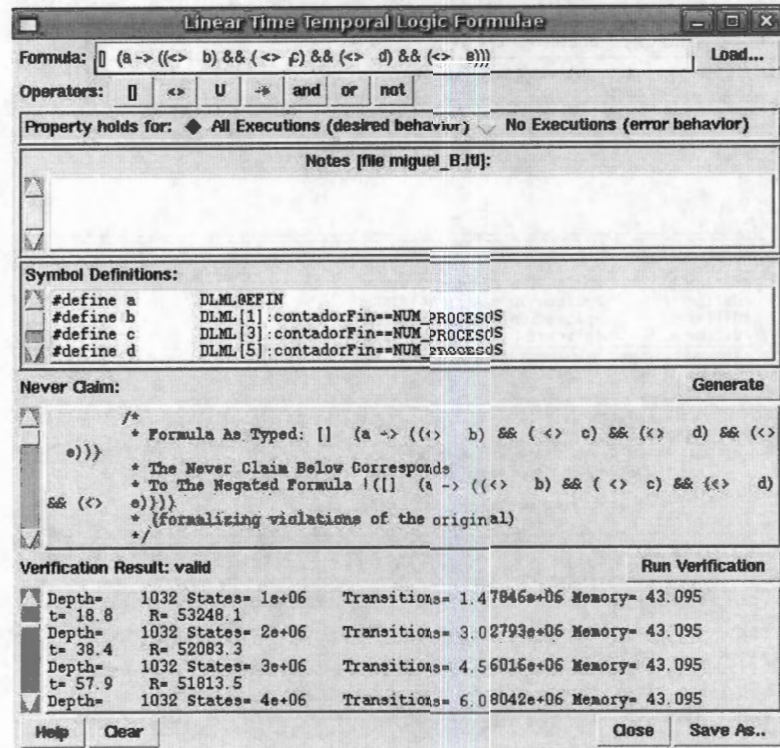 Linear Time Temporal Logic Formulae
Formula: [] (a -> ((<> b) && ( <> c) && (<> d) && (<> e)))
Load...
Operators: [] <> U -> and or not
Property holds for: All Executions (desired behavior) No Executions (error behavior)
Notes [file miguel_B.ltl]:
Symbol Definitions:
#define a DLML@EFIN
#define b DLML[1]:contadorFin==NUM_PROCESOS
#define c DLML[3]:contadorFin==NUM_PROCESOS
#define d DLML[5]:contadorFin==NUM_PROCESOS
Never Claim:
Generate
/*
* Formula As Typed: [] (a -> ((<> b) && ( <> c) && (<> d) && (<>
e)))
* The Never Claim Below Corresponds
* To The Negated Formula !([] (a -> ((<> b) && ( <> c) && (<> d)
&& (<> e))))
* (formalizing violations of the original)
*/
Verification Result: valid
Run Verification
Depth= 1032 States= 1e+06 Transitions= 1.47846e+06 Memory= 43.095
t= 18.8 R= 53248.1
Depth= 1032 States= 2e+06 Transitions= 3.02793e+06 Memory= 43.095
t= 38.4 R= 52083.3
Depth= 1032 States= 3e+06 Transitions= 4.56016e+06 Memory= 43.095
t= 57.9 R= 51813.5
Depth= 1032 States= 4e+06 Transitions= 6.08042e+06 Memory= 43.095
Help Clear Close Save As..